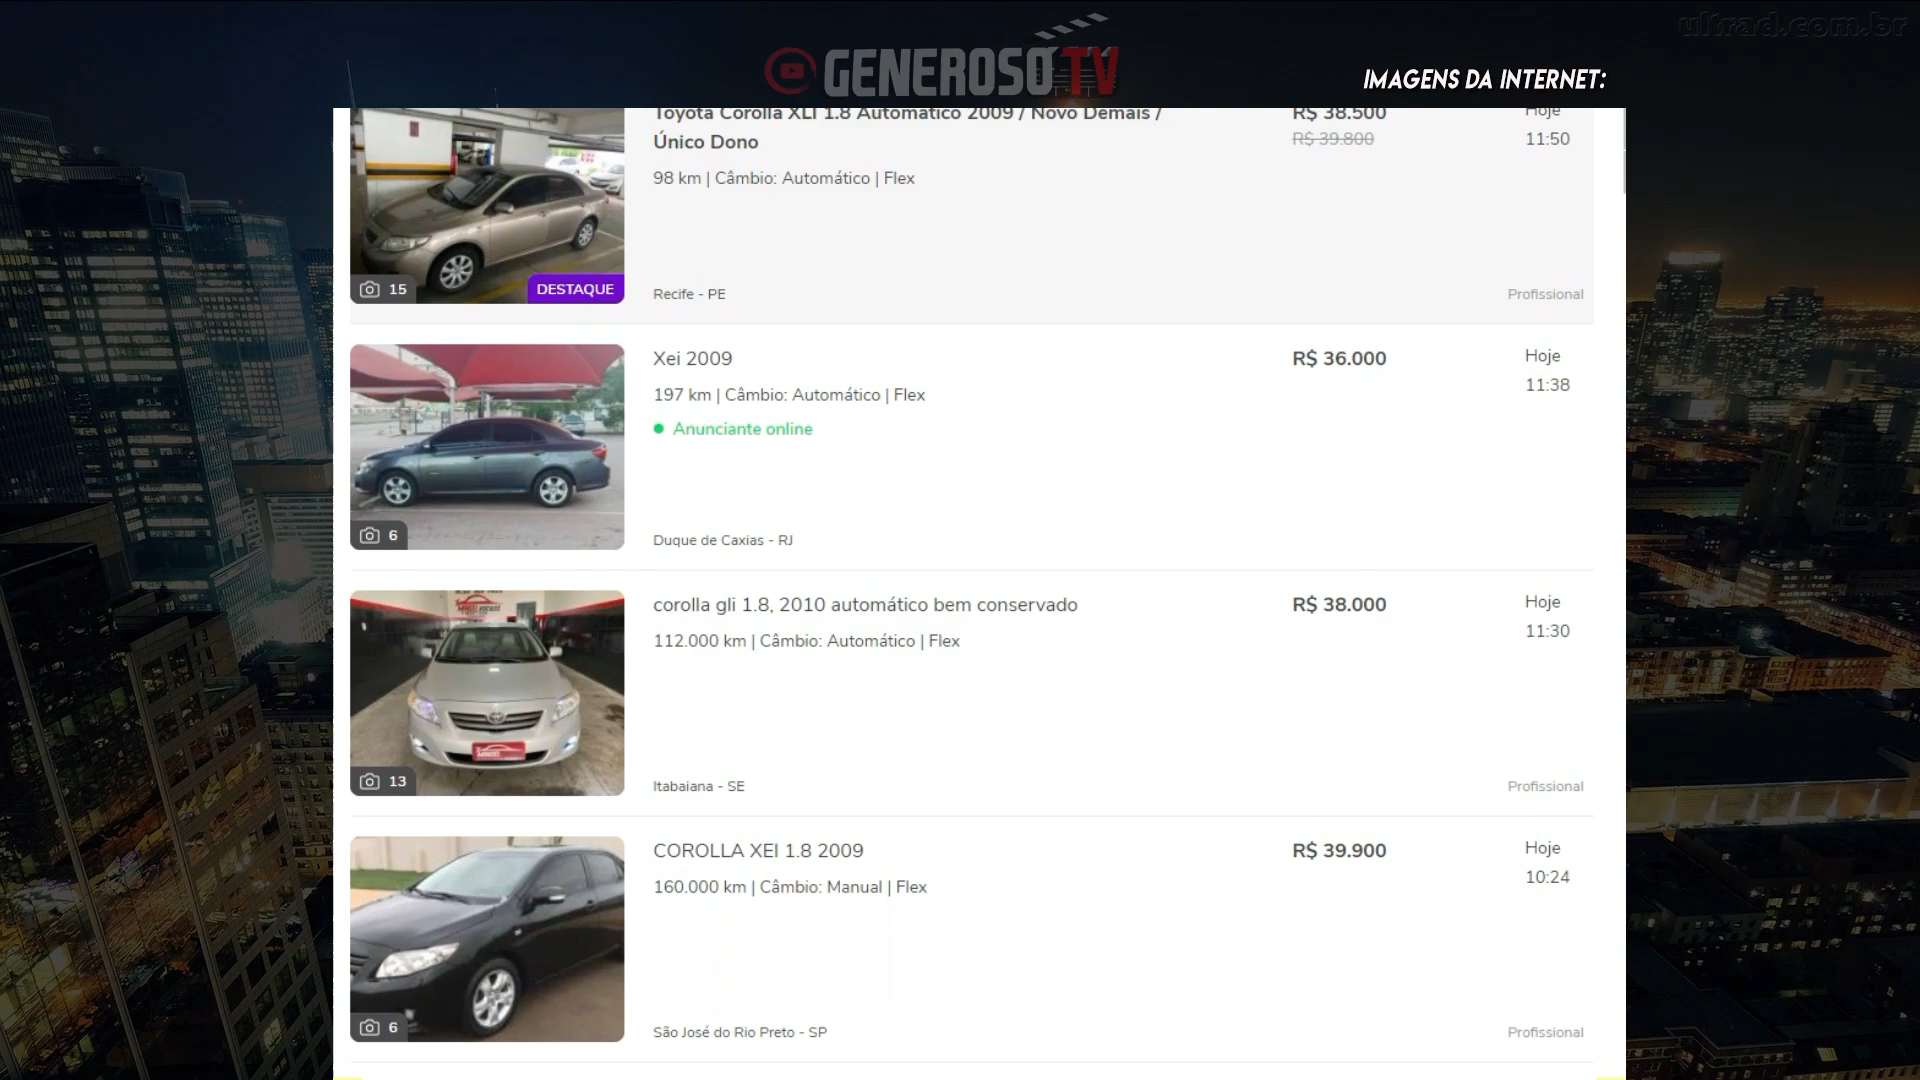 ultrad.com.br
GENEROSO TV
IMAGENS DA INTERNET:
Toyota Corolla XLI 1.8 Automatico 2009 / Novo Demais /
Único Dono
R$ 38.500
R$ 39.800
Hoje
11:50
98 km | Câmbio: Automático | Flex
15
DESTAQUE
Recife - PE
Profissional
Xei 2009
R$ 36.000
Hoje
11:38
197 km | Câmbio: Automático | Flex
Anunciante online
6
Duque de Caxias - RJ
corolla gli 1.8, 2010 automático bem conservado
R$ 38.000
Hoje
11:30
112.000 km | Câmbio: Automático | Flex
13
Itabaiana - SE
Profissional
COROLLA XEI 1.8 2009
R$ 39.900
Hoje
10:24
160.000 km | Câmbio: Manual | Flex
6
São José do Rio Preto - SP
Profissional